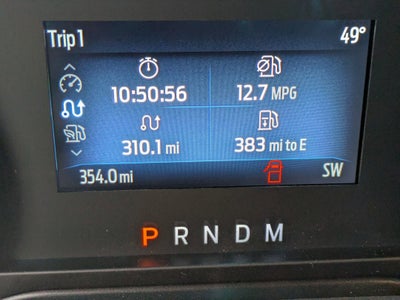 Trip 1 49°
10:50:56 12.7 MPG
310.1 mi 383 mi to E
354.0 mi SW
P R N D M